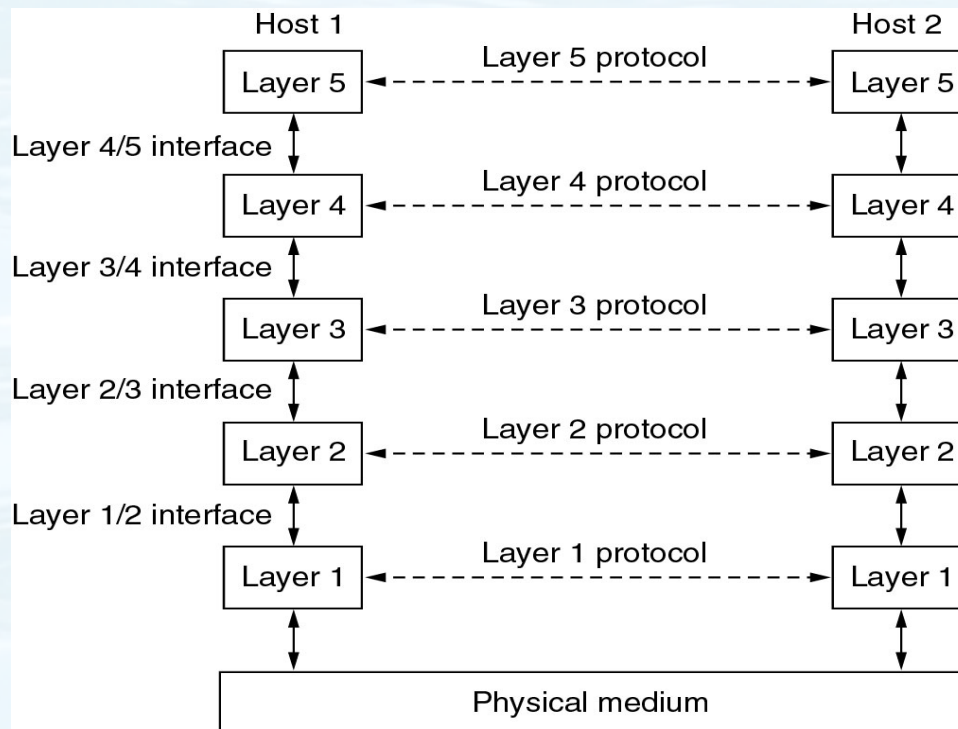 Host 1
Host 2
Layer 5
Layer 5 protocol
Layer 5
Layer 4/5 interface
Layer 4
Layer 4 protocol
Layer 4
Layer 3/4 interface
Layer 3
Layer 3 protocol
Layer 3
Layer 2/3 interface
Layer 2
Layer 2 protocol
Layer 2
Layer 1/2 interface
Layer 1
Layer 1 protocol
Layer 1
Physical medium